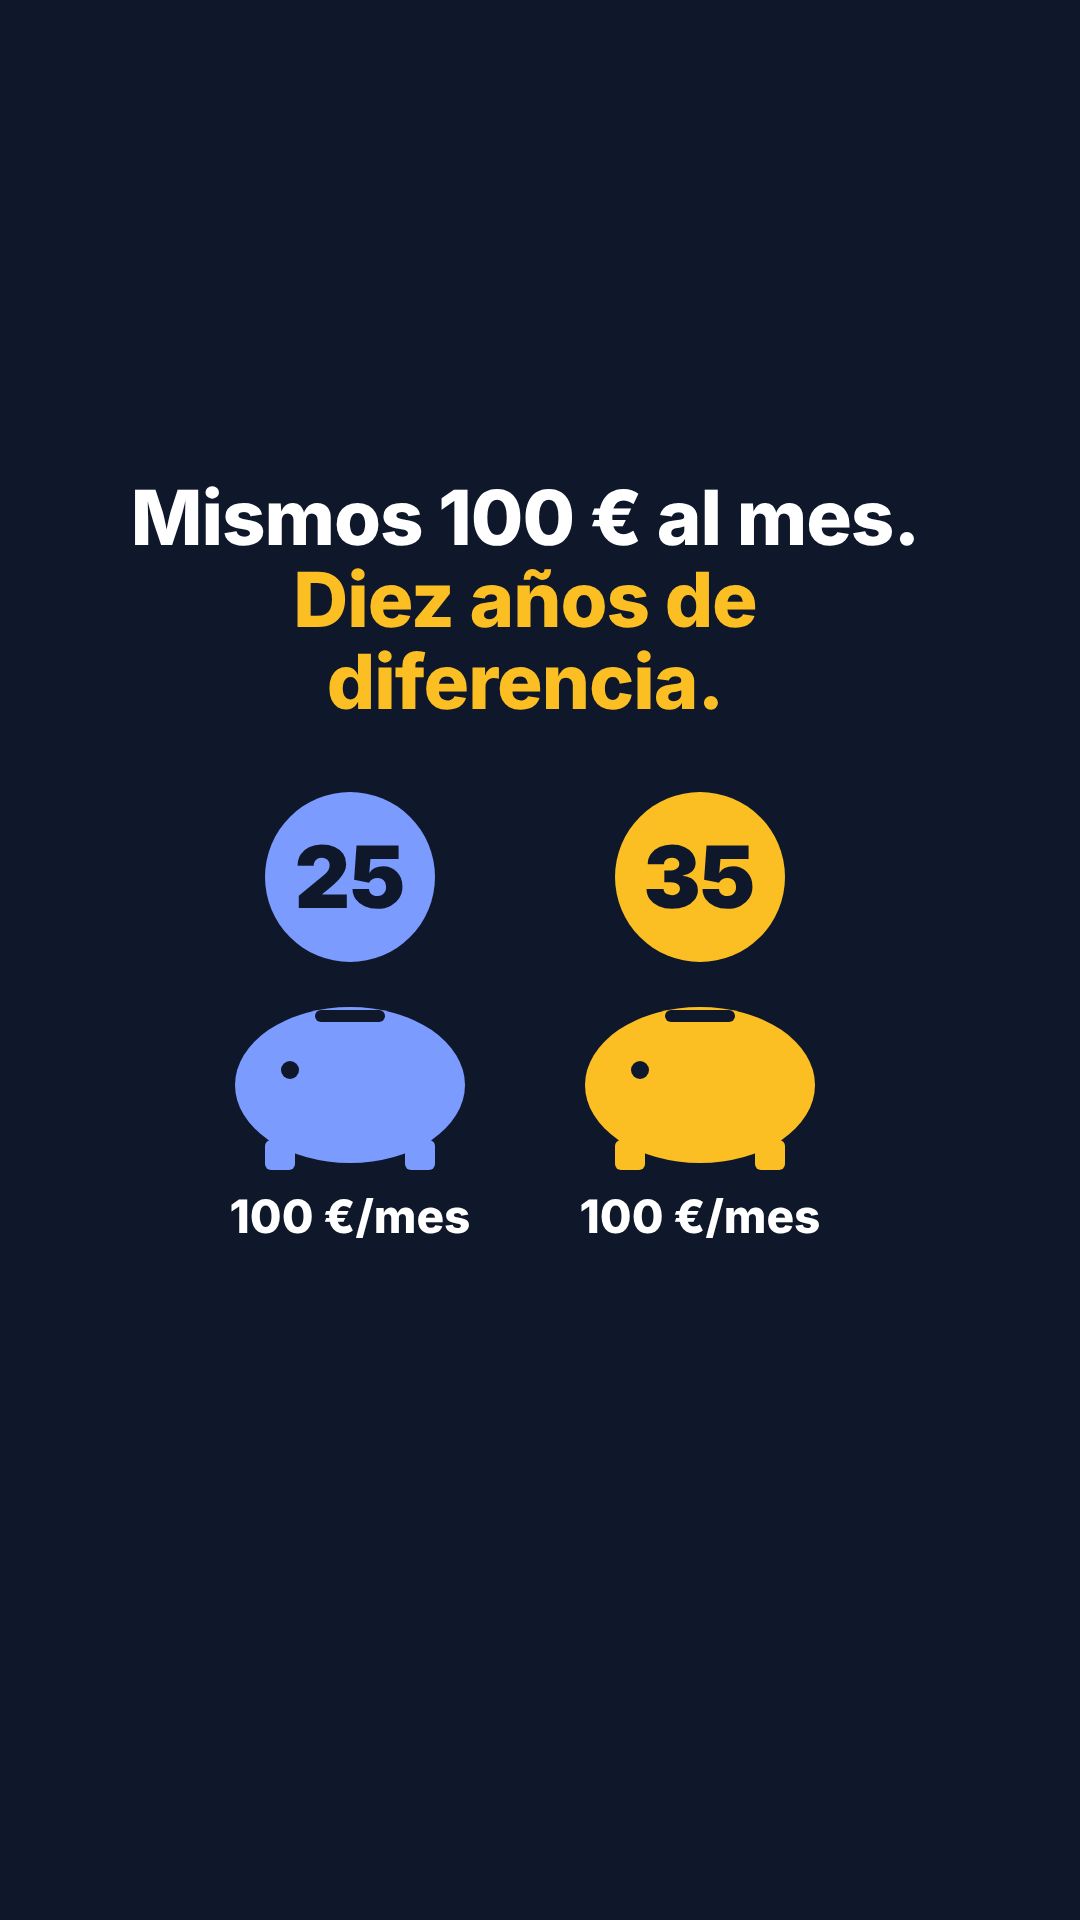 Mismos 100 € al mes.
Diez años de
diferencia.
25
35
100 €/mes
100 €/mes